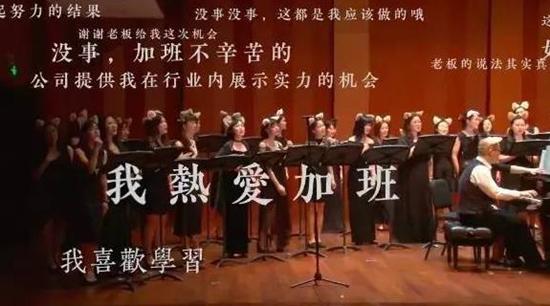 起努力的结果
没事没事，这都是我应该做的哦
谢谢老板给我这次机会
没事，加班不辛苦的
公司提供我在行业内展示实力的机会
老板的说法其实真
我熱愛加班
我喜歡學習